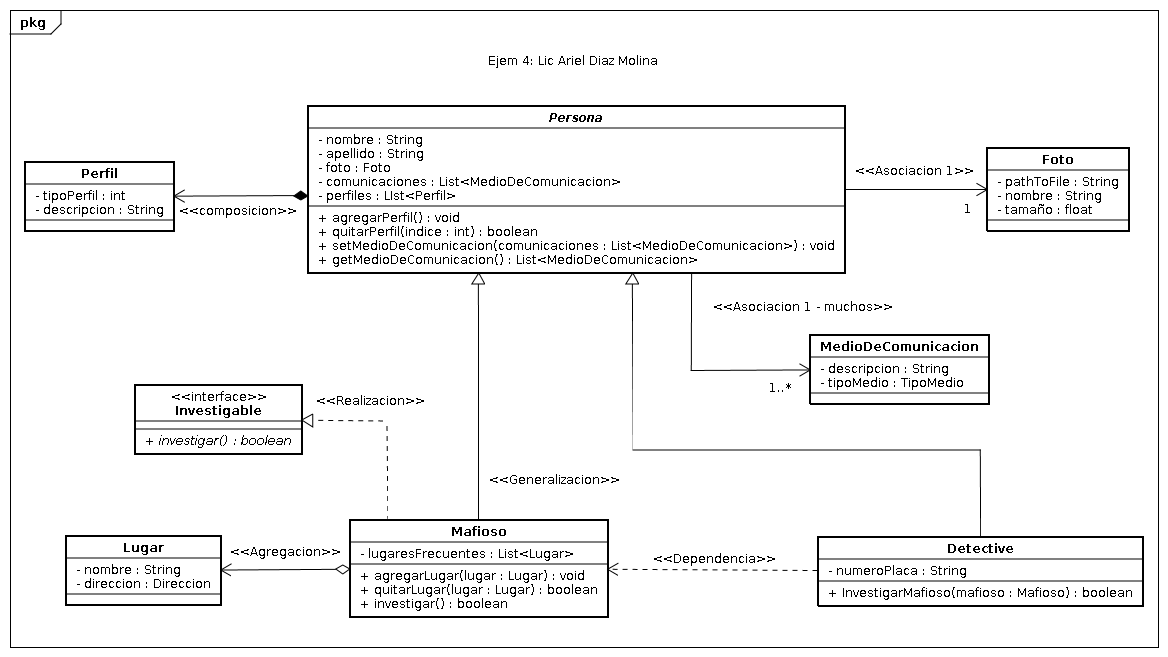 pkg
Ejem 4: Lic Ariel Diaz Molina
Persona
- nombre : String
- apellido : String
- foto : Foto
- comunicaciones : List<MedioDeComunicacion>
- perfiles : LIst<Perfil>
+ agregarPerfil() : void
+ quitarPerfil(indice : int) : boolean
+ setMedioDeComunicacion(comunicaciones : List<MedioDeComunicacion>) : void
+ getMedioDeComunicacion() : List<MedioDeComunicacion>
Perfil
- tipoPerfil : int
- descripcion : String
<<composicion>>
<<Asociacion 1>>
1
Foto
- pathToFile : String
- nombre : String
- tamaño : float
<<Asociacion 1 - muchos>>
1..*
MedioDeComunicacion
- descripcion : String
- tipoMedio : TipoMedio
<<interface>>
Investigable
+ investigar() : boolean
<<Realizacion>>
<<Generalizacion>>
Lugar
- nombre : String
- direccion : Direccion
<<Agregacion>>
Mafioso
- lugaresFrecuentes : List<Lugar>
+ agregarLugar(lugar : Lugar) : void
+ quitarLugar(lugar : Lugar) : boolean
+ investigar() : boolean
<<Dependencia>>
Detective
- numeroPlaca : String
+ InvestigarMafioso(mafioso : Mafioso) : boolean